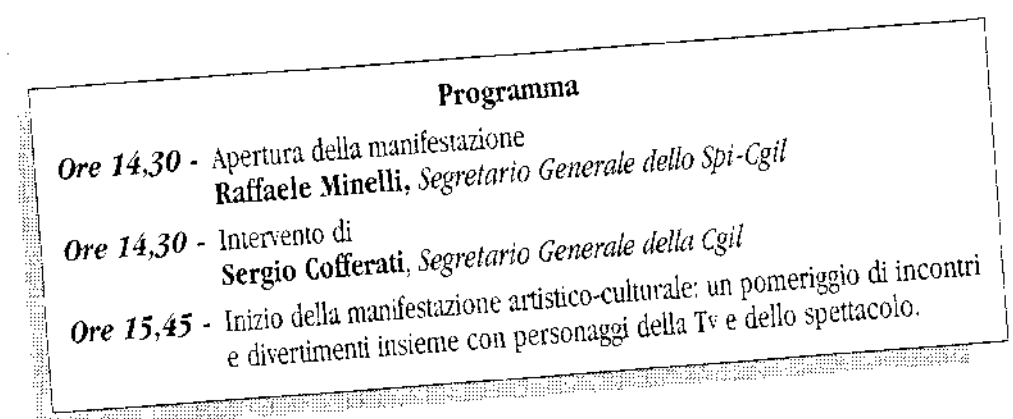 Programma
Ore 14,30 - Apertura della manifestazione
Raffaele Minelli, Segretario Generale dello Spi-Cgil
Ore 14,30 - Intervento di
Sergio Cofferati, Segretario Generale della Cgil
Ore 15,45 - Inizio della manifestazione artistico-culturale: un pomeriggio di incontri
e divertimenti insieme con personaggi della Tv e dello spettacolo.